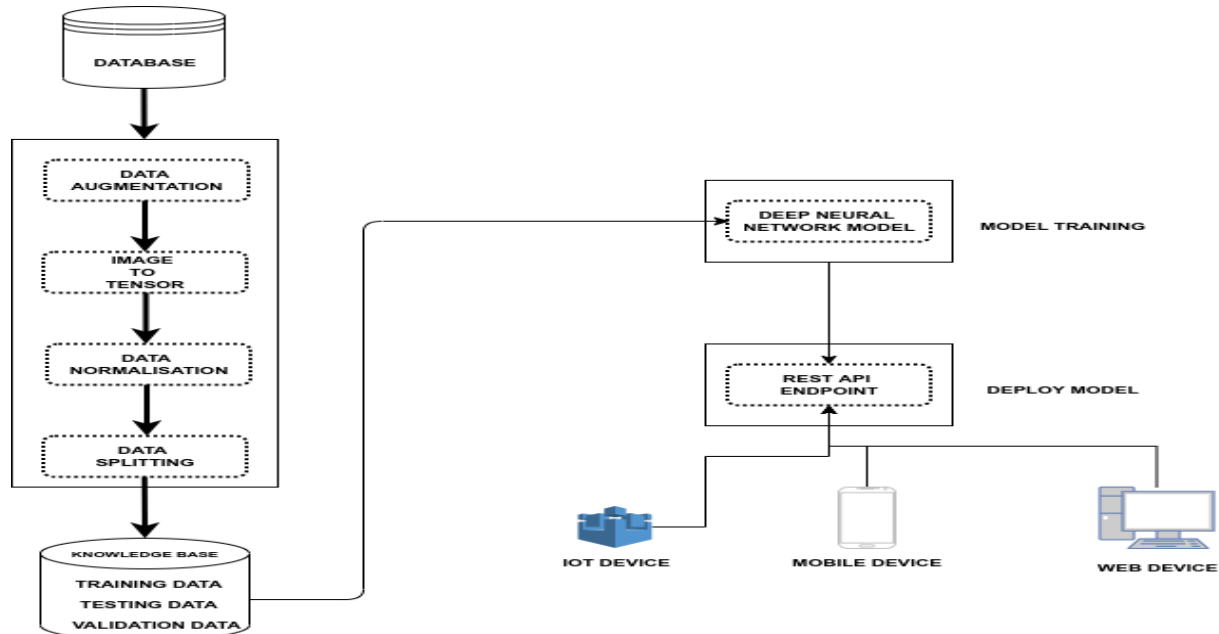 DATABASE
DATA
AUGMENTATION
IMAGE
TO
TENSOR
DATA
NORMALISATION
DATA
SPLITTING
KNOWLEDGE BASE
TRAINING DATA
TESTING DATA
VALIDATION DATA
DEEP NEURAL
NETWORK MODEL
MODEL TRAINING
REST API
ENDPOINT
DEPLOY MODEL
IOT DEVICE
MOBILE DEVICE
WEB DEVICE